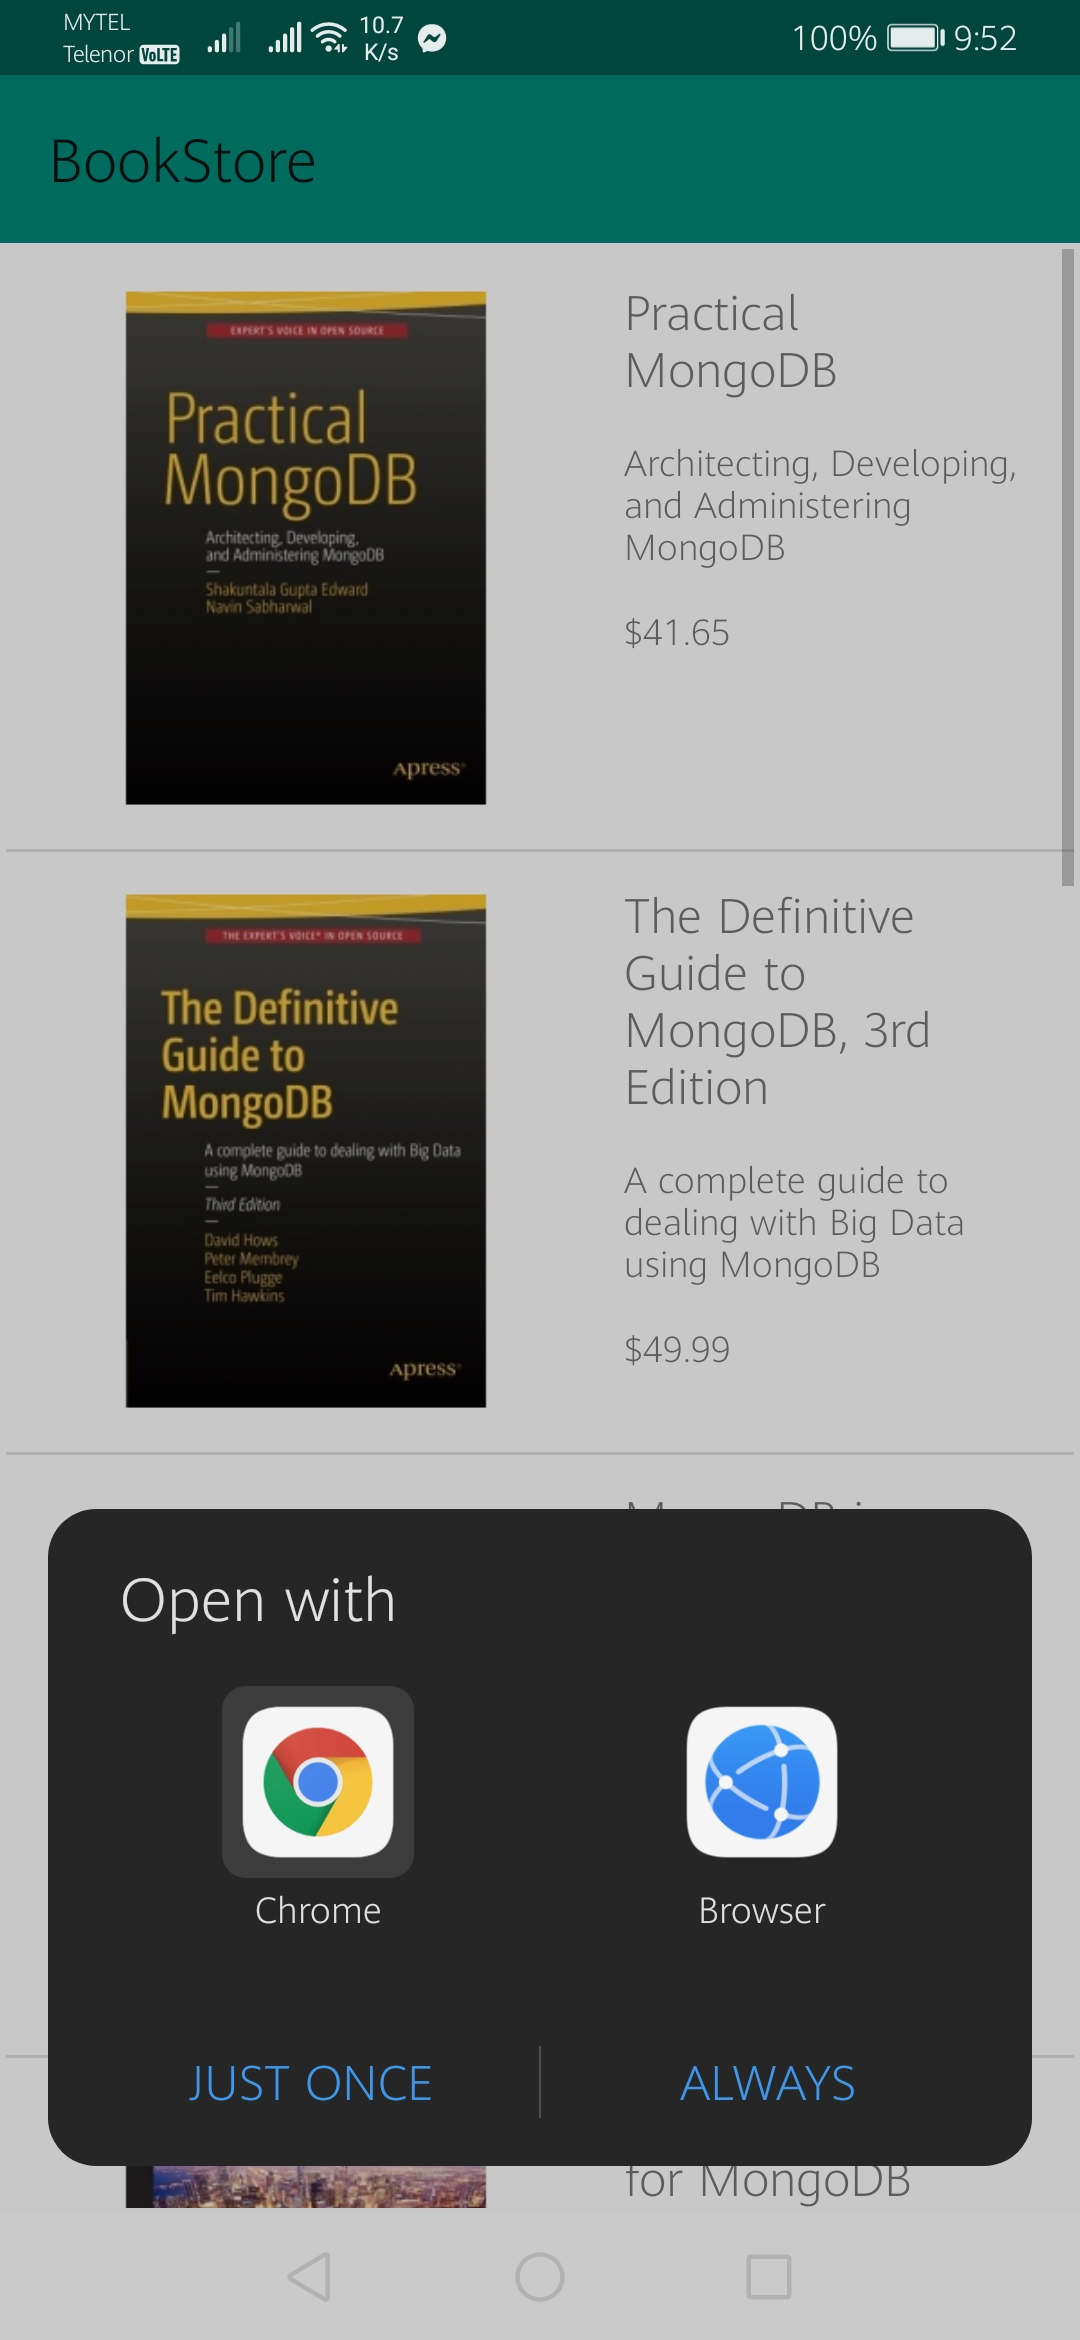 MYTEL
Telenor VoLTE
10.7
K/s
100% 9:52
BookStore
EXPERT'S VOICE IN OPEN SOURCE
Practical
MongoDB
Architecting, Developing,
and Administering MongoDB
Shakuntala Gupta Edward
Navin Sabharwal
Apress®
Practical
MongoDB
Architecting, Developing,
and Administering
MongoDB
$41.65
THE EXPERT'S VOICE® IN OPEN SOURCE
The Definitive
Guide to
MongoDB
A complete guide to dealing with Big Data
using MongoDB
Third Edition
David Hows
Peter Membrey
Eelco Plugge
Tim Hawkins
Apress®
The Definitive
Guide to
MongoDB, 3rd
Edition
A complete guide to
dealing with Big Data
using MongoDB
$49.99
Open with
Chrome
Browser
JUST ONCE
ALWAYS
for MongoDB